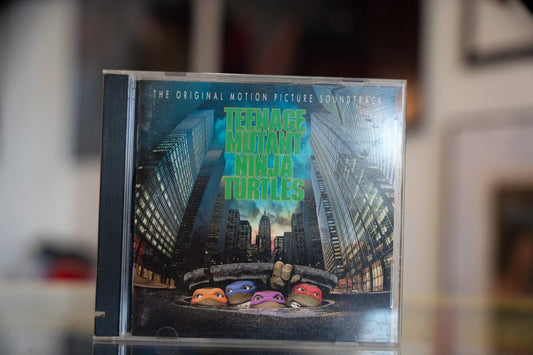 THE ORIGINAL MOTION PICTURE SOUNDTRACK
TEENAGE
MUTANT
NINJA
TURTLES